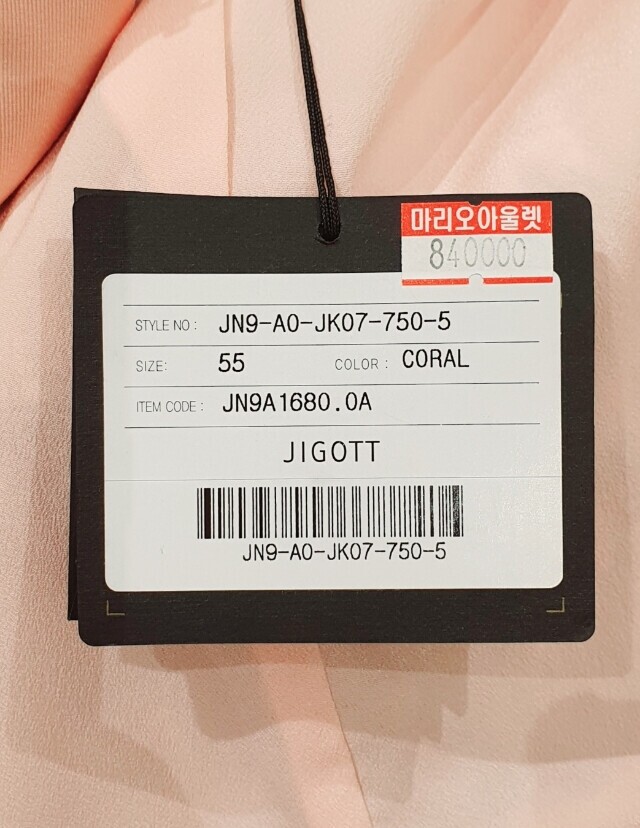 마리오아울렛
840000
STYLE NO : JN9-A0-JK07-750-5
SIZE: 55 COLOR : CORAL
ITEM CODE : JN9A1680.0A
JIGOTT
JN9-A0-JK07-750-5